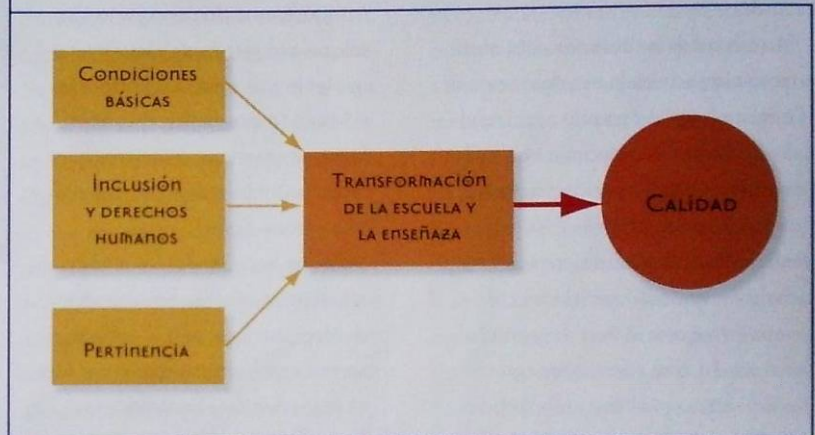 CONDICIONES
BÁSICAS
INCLUSIÓN
Y DERECHOS
HUMANOS
PERTINENCIA
TRANSFORMACIÓN
DE LA ESCUELA Y
LA ENSEÑAZA
CALIDAD